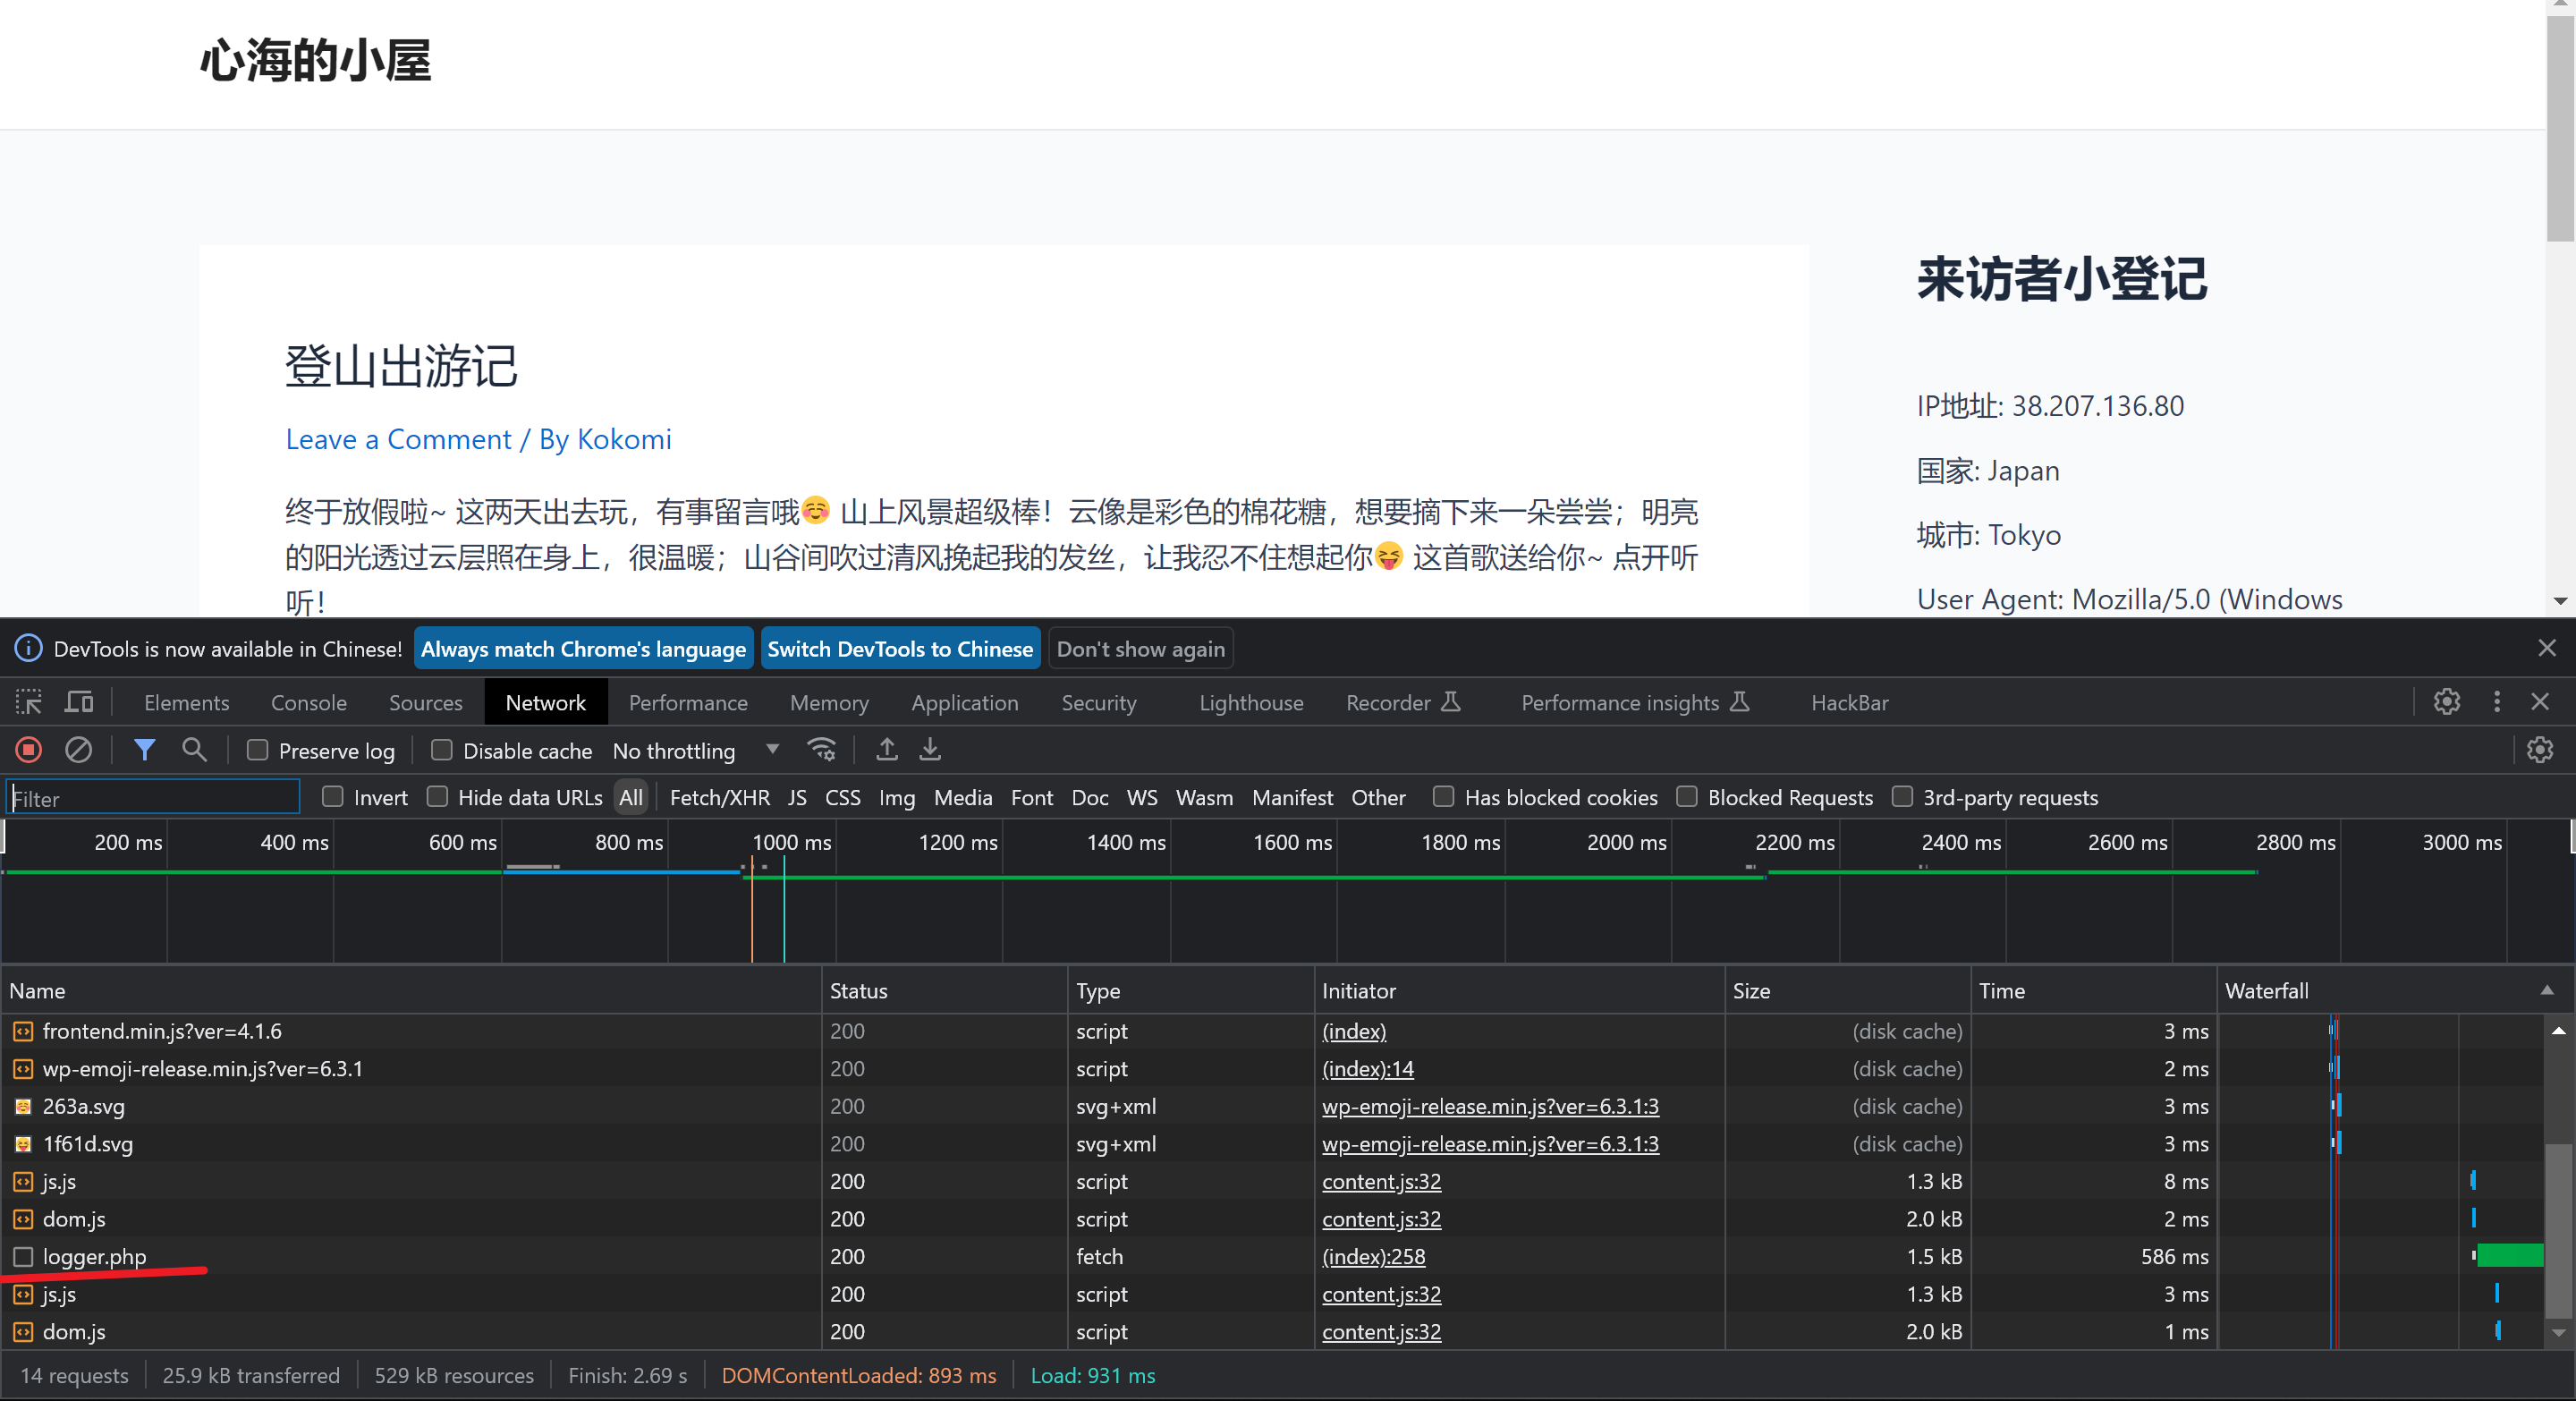 心海的小屋
登山出游记
Leave a Comment / By Kokomi
终于放假啦~ 这两天出去玩，有事留言哦☺️ 山上风景超级棒！云像是彩色的棉花糖，想要摘下来一朵尝尝；明亮
的阳光透过云层照在身上，很温暖；山谷间吹过清风挽起我的发丝，让我忍不住想起你😝 这首歌送给你~ 点开听
听！
来访者小登记
IP地址: 38.207.136.80
国家: Japan
城市: Tokyo
User Agent: Mozilla/5.0 (Windows
DevTools is now available in Chinese! Always match Chrome's language Switch DevTools to Chinese Don't show again
Elements Console Sources Network Performance Memory Application Security Lighthouse Recorder Performance insights HackBar
Preserve log Disable cache No throttling
Filter Invert Hide data URLs All Fetch/XHR JS CSS Img Media Font Doc WS Wasm Manifest Other Has blocked cookies Blocked Requests 3rd-party requests
200 ms 400 ms 600 ms 800 ms 1000 ms 1200 ms 1400 ms 1600 ms 1800 ms 2000 ms 2200 ms 2400 ms 2600 ms 2800 ms 3000 ms
Name Status Type Initiator Size Time Waterfall
frontend.min.js?ver=4.1.6 200 script (index) (disk cache) 3 ms
wp-emoji-release.min.js?ver=6.3.1 200 script (index):14 (disk cache) 2 ms
263a.svg 200 svg+xml wp-emoji-release.min.js?ver=6.3.1:3 (disk cache) 3 ms
1f61d.svg 200 svg+xml wp-emoji-release.min.js?ver=6.3.1:3 (disk cache) 3 ms
js.js 200 script content.js:32 1.3 kB 8 ms
dom.js 200 script content.js:32 2.0 kB 2 ms
logger.php 200 fetch (index):258 1.5 kB 586 ms
js.js 200 script content.js:32 1.3 kB 3 ms
dom.js 200 script content.js:32 2.0 kB 1 ms
14 requests 25.9 kB transferred 529 kB resources Finish: 2.69 s DOMContentLoaded: 893 ms Load: 931 ms